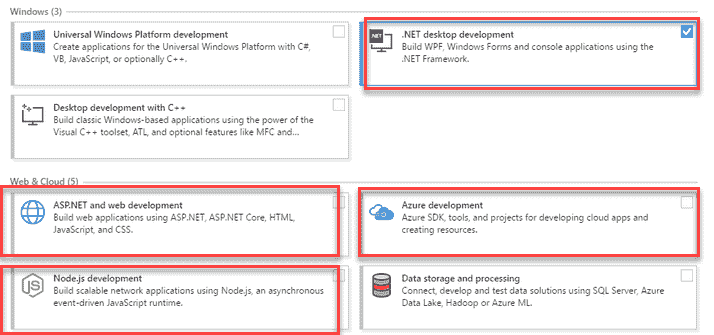 Windows (3)
Universal Windows Platform development
Create applications for the Universal Windows Platform with C#,
VB, JavaScript, or optionally C++.
.NET
.NET desktop development
Build WPF, Windows Forms and console applications using the
.NET Framework.
Desktop development with C++
Build classic Windows-based applications using the power of the
Visual C++ toolset, ATL, and optional features like MFC and...
Web & Cloud (5)
ASP.NET and web development
Build web applications using ASP.NET, ASP.NET Core, HTML,
JavaScript, and CSS.
Azure development
Azure SDK, tools, and projects for developing cloud apps and
creating resources.
JS
Node.js development
Build scalable network applications using Node.js, an asynchronous
event-driven JavaScript runtime.
Data storage and processing
Connect, develop and test data solutions using SQL Server, Azure
Data Lake, Hadoop or Azure ML.